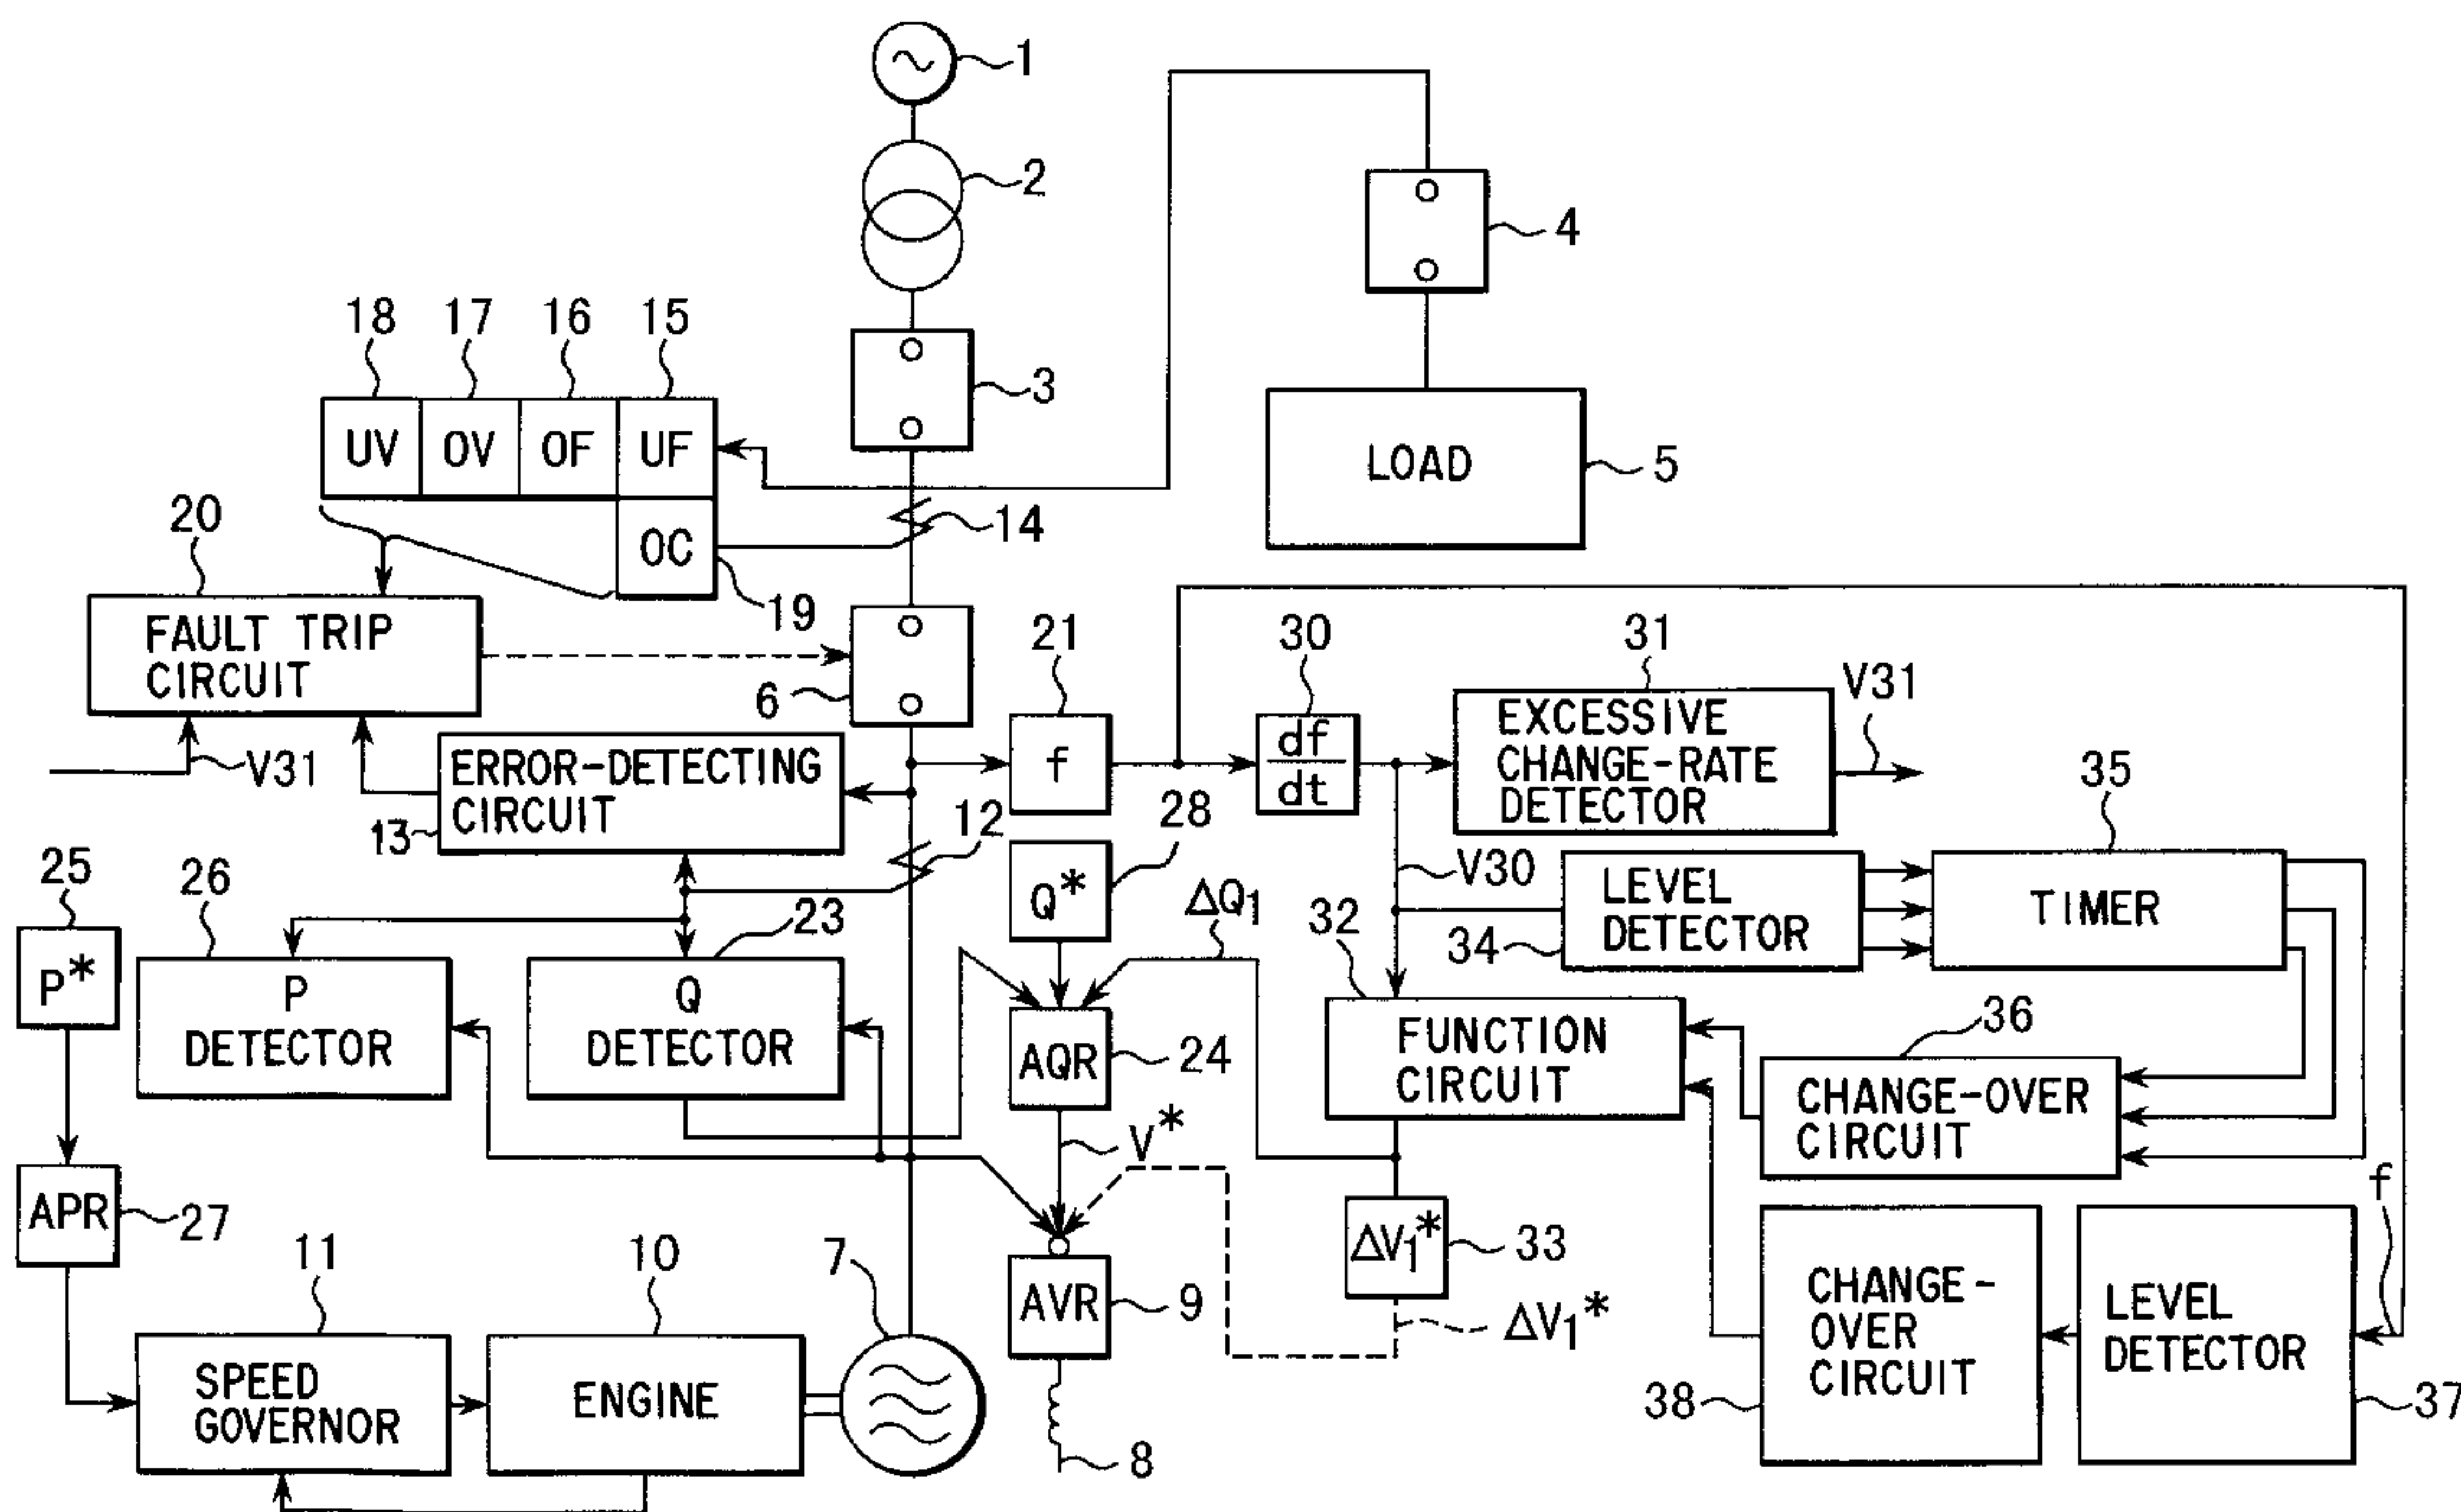 1
2
4
18 17 16 15
3
UV OV OF UF
LOAD
5
20
14
OC
FAULT TRIP
CIRCUIT
19
21
30
31
V31
6
f
df
dt
EXCESSIVE
CHANGE-RATE
DETECTOR
V31
ERROR-DETECTING
CIRCUIT
13
12
28
35
25
26
23
Q*
ΔQ1
V30
LEVEL
DETECTOR
TIMER
32
34
P*
P
DETECTOR
Q
DETECTOR
AQR
24
FUNCTION
CIRCUIT
36
CHANGE-OVER
CIRCUIT
V*
f
APR
27
ΔV1*
33
11
10
7
AVR
9
ΔV1*
CHANGE-
OVER
CIRCUIT
LEVEL
DETECTOR
SPEED
GOVERNOR
ENGINE
8
38
37